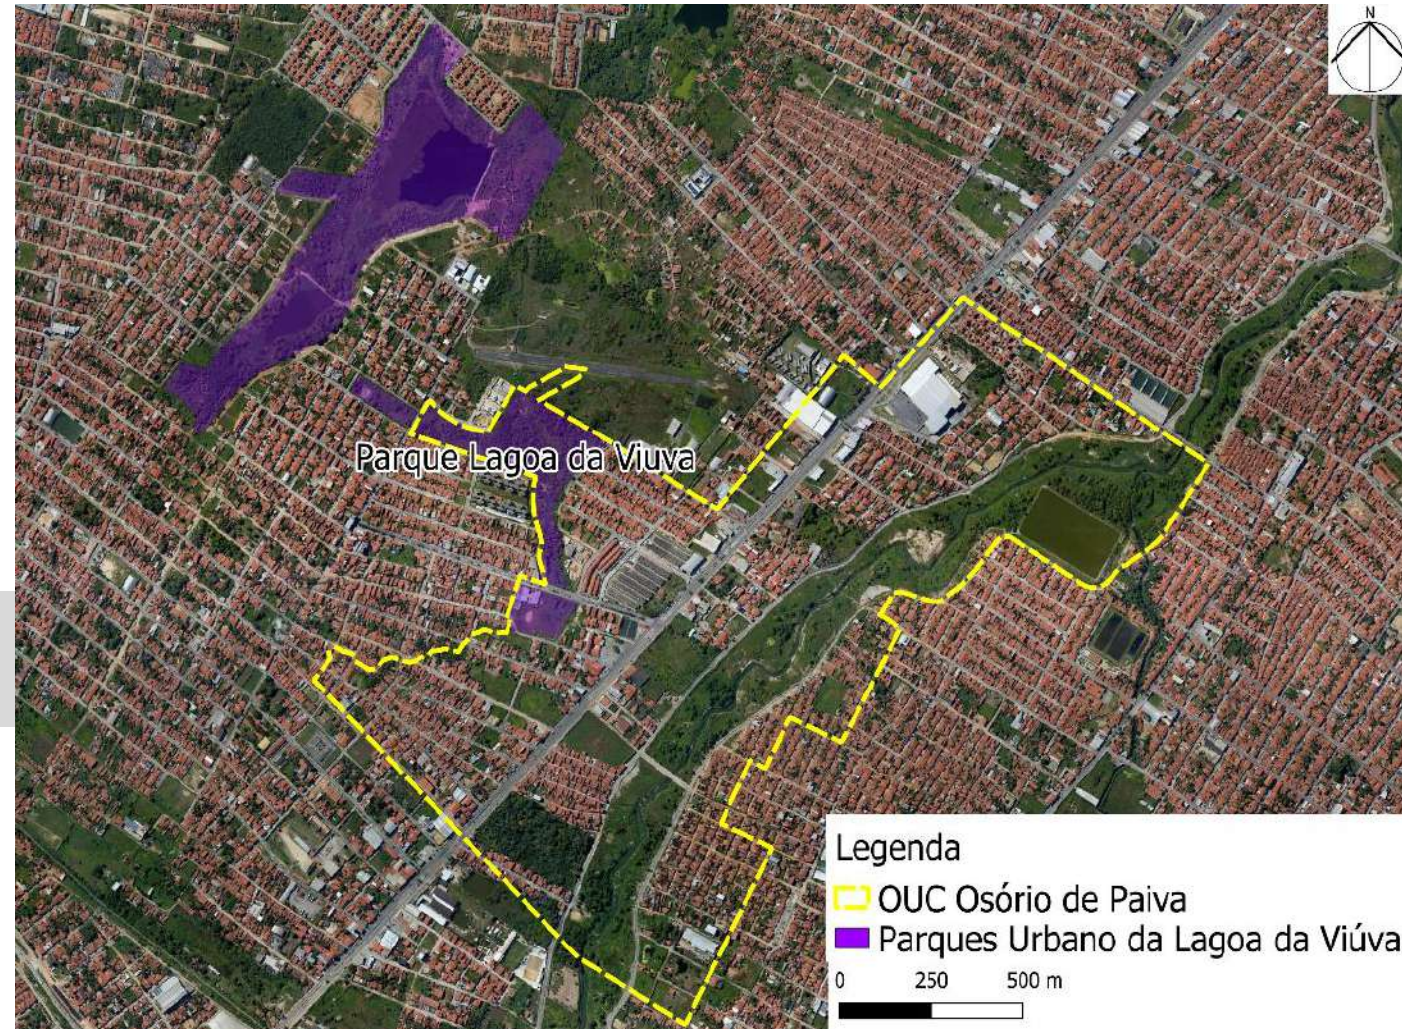 N
Parque Lagoa da Viuva
Legenda
OUC Osório de Paiva
Parques Urbano da Lagoa da Viúva
0 250 500 m